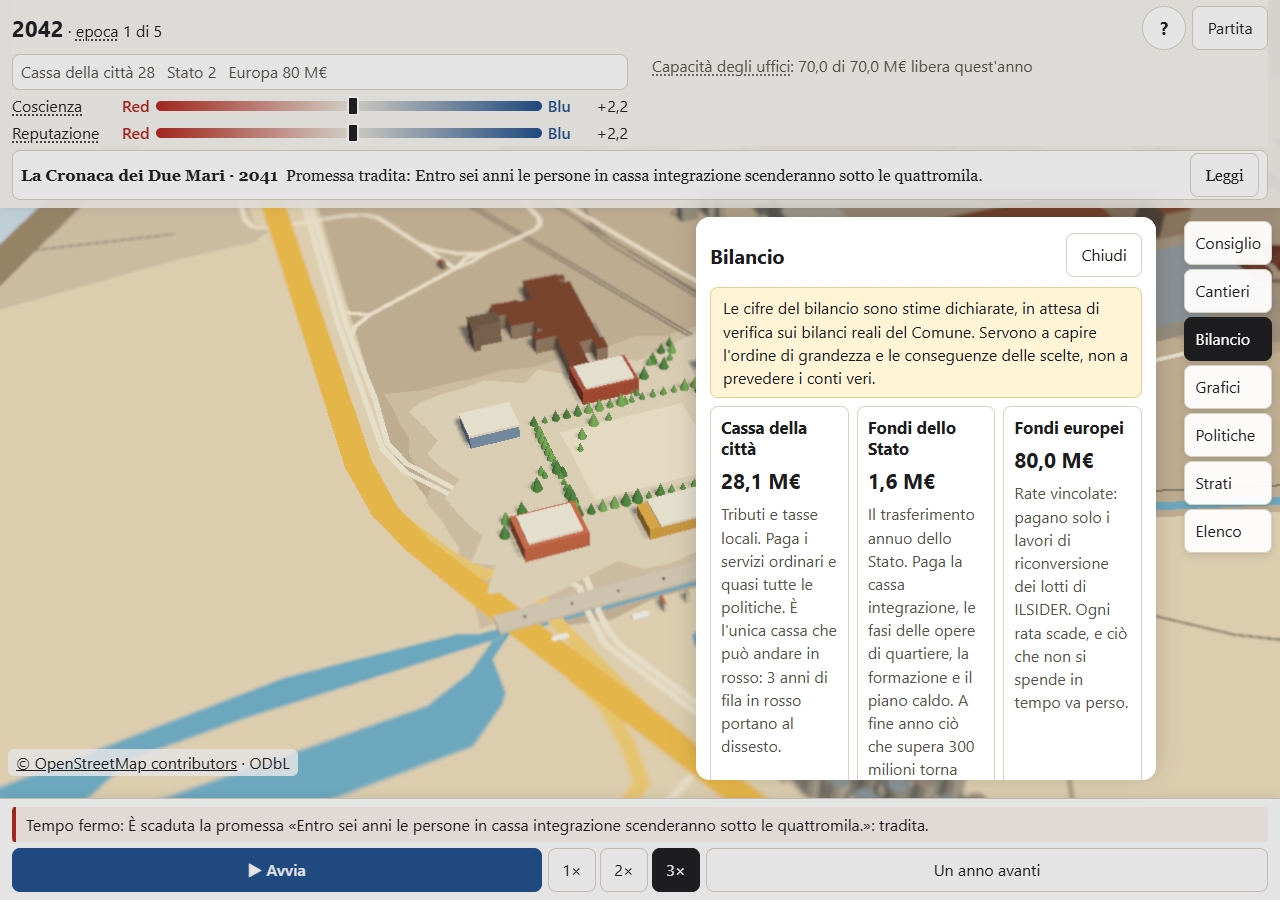 2042 · epoca 1 di 5
?
Partita
Cassa della città 28 Stato 2 Europa 80 M€
Capacità degli uffici: 70,0 di 70,0 M€ libera quest'anno
Coscienza Red Blu +2,2
Reputazione Red Blu +2,2
La Cronaca dei Due Mari · 2041 Promessa tradita: Entro sei anni le persone in cassa integrazione scenderanno sotto le quattromila.
Leggi
Bilancio
Chiudi
Le cifre del bilancio sono stime dichiarate, in attesa di
verifica sui bilanci reali del Comune. Servono a capire
l'ordine di grandezza e le conseguenze delle scelte, non a
prevedere i conti veri.
Cassa della
città
28,1 M€
Tributi e tasse
locali. Paga i
servizi ordinari e
quasi tutte le
politiche. È
l'unica cassa che
può andare in
rosso: 3 anni di
fila in rosso
portano al
dissesto.
Fondi dello
Stato
1,6 M€
Il trasferimento
annuo dello
Stato. Paga la
cassa
integrazione, le
fasi delle opere
di quartiere, la
formazione e il
piano caldo. A
fine anno ciò
che supera 300
milioni torna
Fondi europei
80,0 M€
Rate vincolate:
pagano solo i
lavori di
riconversione
dei lotti di
ILSIDER. Ogni
rata scade, e ciò
che non si
spende in
tempo va perso.
Consiglio
Cantieri
Bilancio
Grafici
Politiche
Strati
Elenco
© OpenStreetMap contributors · ODbL
Tempo fermo: È scaduta la promessa «Entro sei anni le persone in cassa integrazione scenderanno sotto le quattromila.»: tradita.
▶ Avvia
1×
2×
3×
Un anno avanti